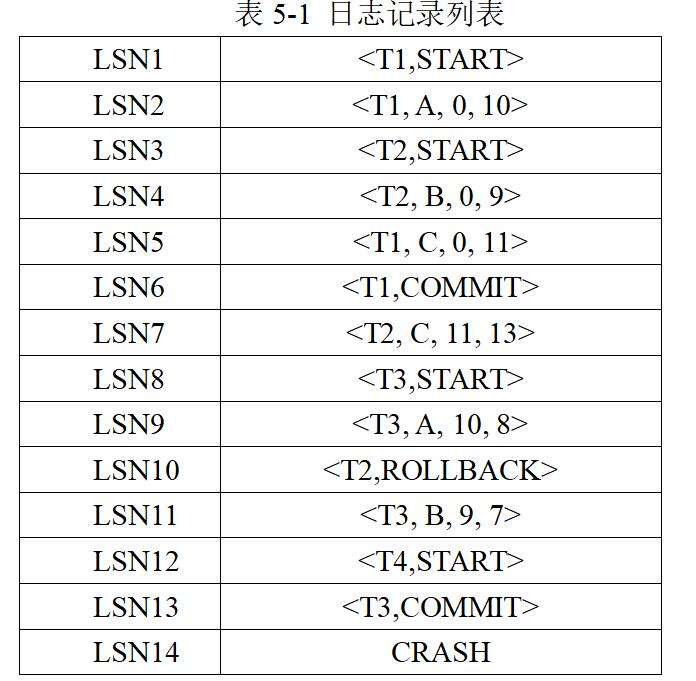 表 5-1 日志记录列表
LSN1 <T1,START>
LSN2 <T1, A, 0, 10>
LSN3 <T2,START>
LSN4 <T2, B, 0, 9>
LSN5 <T1, C, 0, 11>
LSN6 <T1,COMMIT>
LSN7 <T2, C, 11, 13>
LSN8 <T3,START>
LSN9 <T3, A, 10, 8>
LSN10 <T2,ROLLBACK>
LSN11 <T3, B, 9, 7>
LSN12 <T4,START>
LSN13 <T3,COMMIT>
LSN14 CRASH